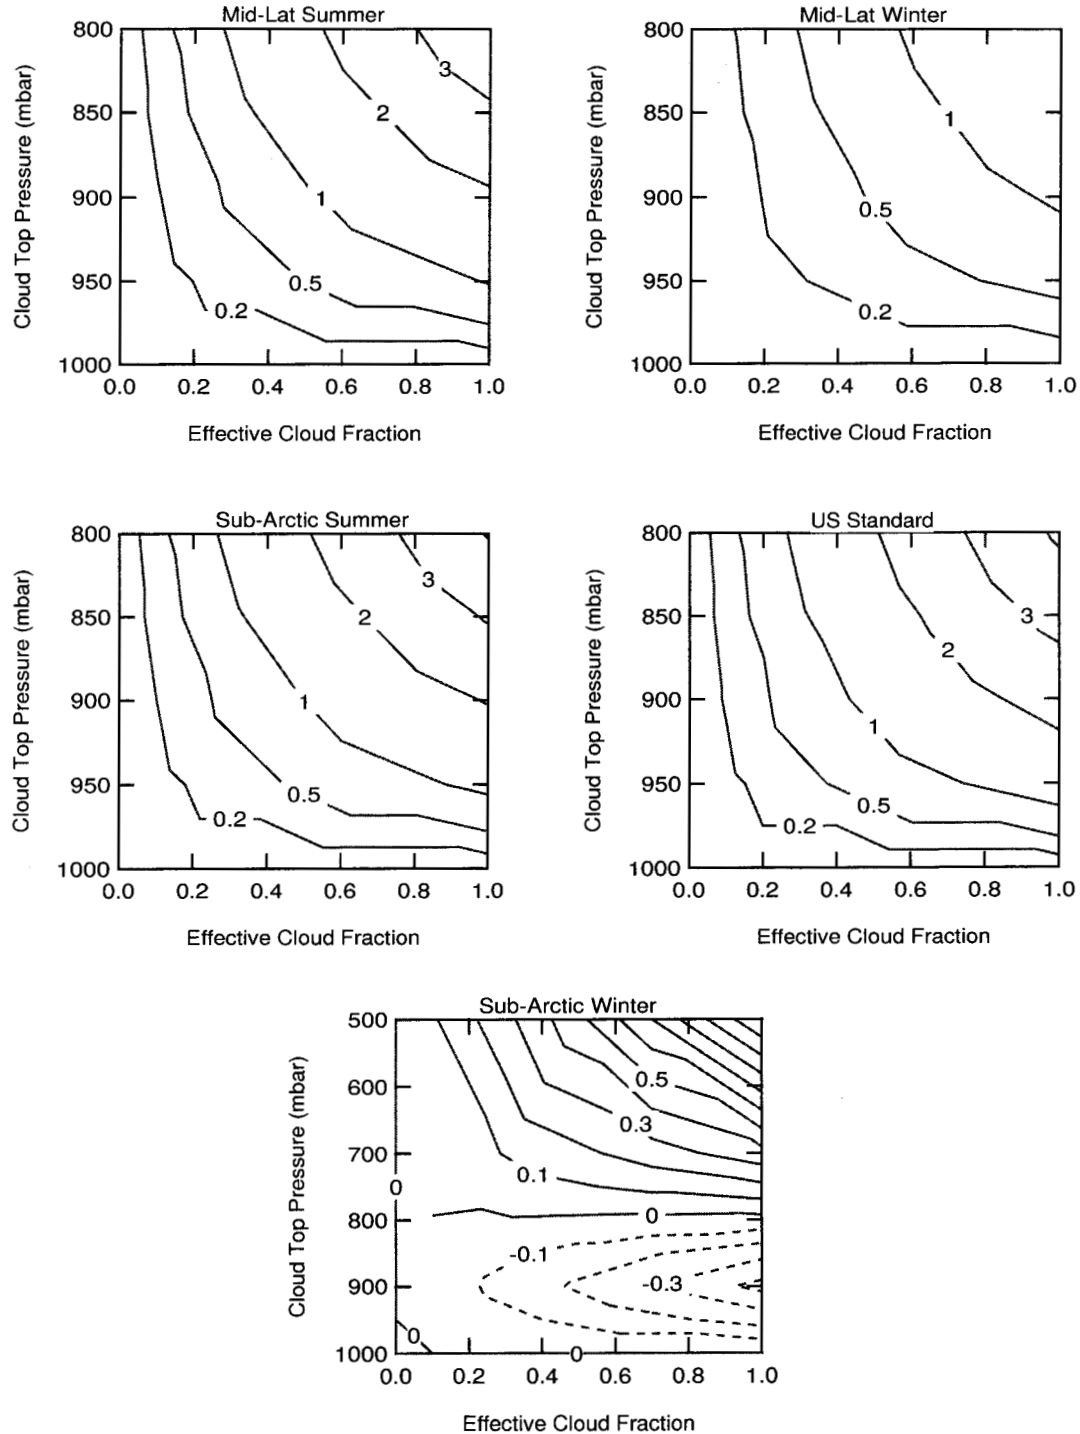 Mid-Lat Summer
Mid-Lat Winter
800
850
900
950
1000
Cloud Top Pressure (mbar)
3
2
1
0.5
0.2
0.0 0.2 0.4 0.6 0.8 1.0
Effective Cloud Fraction
800
850
900
950
1000
Cloud Top Pressure (mbar)
1
0.5
0.2
0.0 0.2 0.4 0.6 0.8 1.0
Effective Cloud Fraction
Sub-Arctic Summer
US Standard
800
850
900
950
1000
Cloud Top Pressure (mbar)
3
2
1
0.5
0.2
0.0 0.2 0.4 0.6 0.8 1.0
Effective Cloud Fraction
800
850
900
950
1000
Cloud Top Pressure (mbar)
3
2
1
0.5
0.2
0.0 0.2 0.4 0.6 0.8 1.0
Effective Cloud Fraction
Sub-Arctic Winter
500
600
700
800
900
1000
Cloud Top Pressure (mbar)
0.5
0.3
0.1
0
0
-0.1
-0.3
0
0
0.0 0.2 0.4 0.6 0.8 1.0
Effective Cloud Fraction